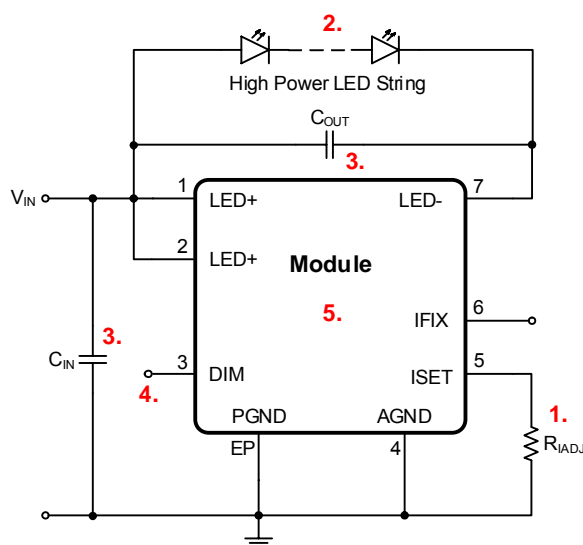 2.
High Power LED String
COUT
3.
VIN
1
LED+
LED-
7
2
LED+
Module
5.
IFIX
6
3.
CIN
3
DIM
4.
ISET
5
1.
RIADJ
PGND
AGND
EP
4